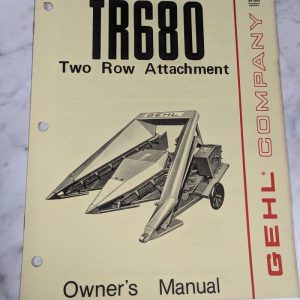 TR680
Two Row Attachment
GEHL
GEHL® COMPANY
Owner's Manual